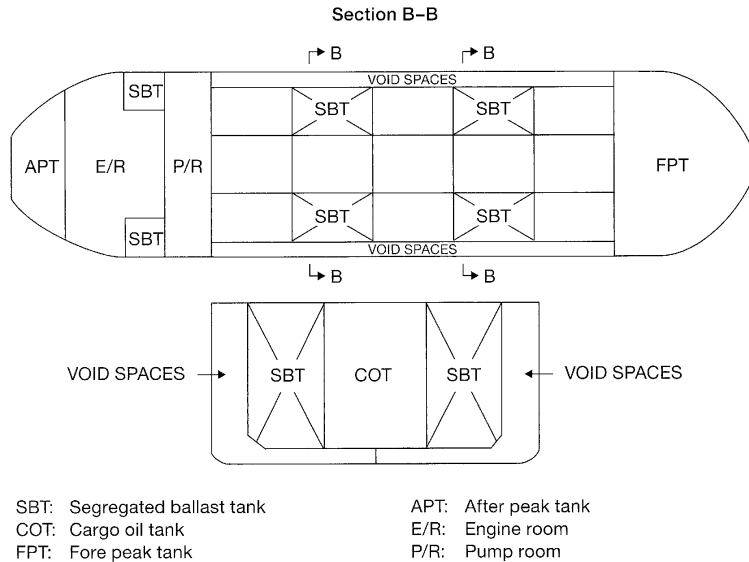 Section B–B
B B
VOID SPACES
SBT SBT SBT
APT E/R P/R FPT
SBT SBT SBT
VOID SPACES
B B
VOID SPACES SBT COT SBT VOID SPACES
SBT: Segregated ballast tank APT: After peak tank
COT: Cargo oil tank E/R: Engine room
FPT: Fore peak tank P/R: Pump room